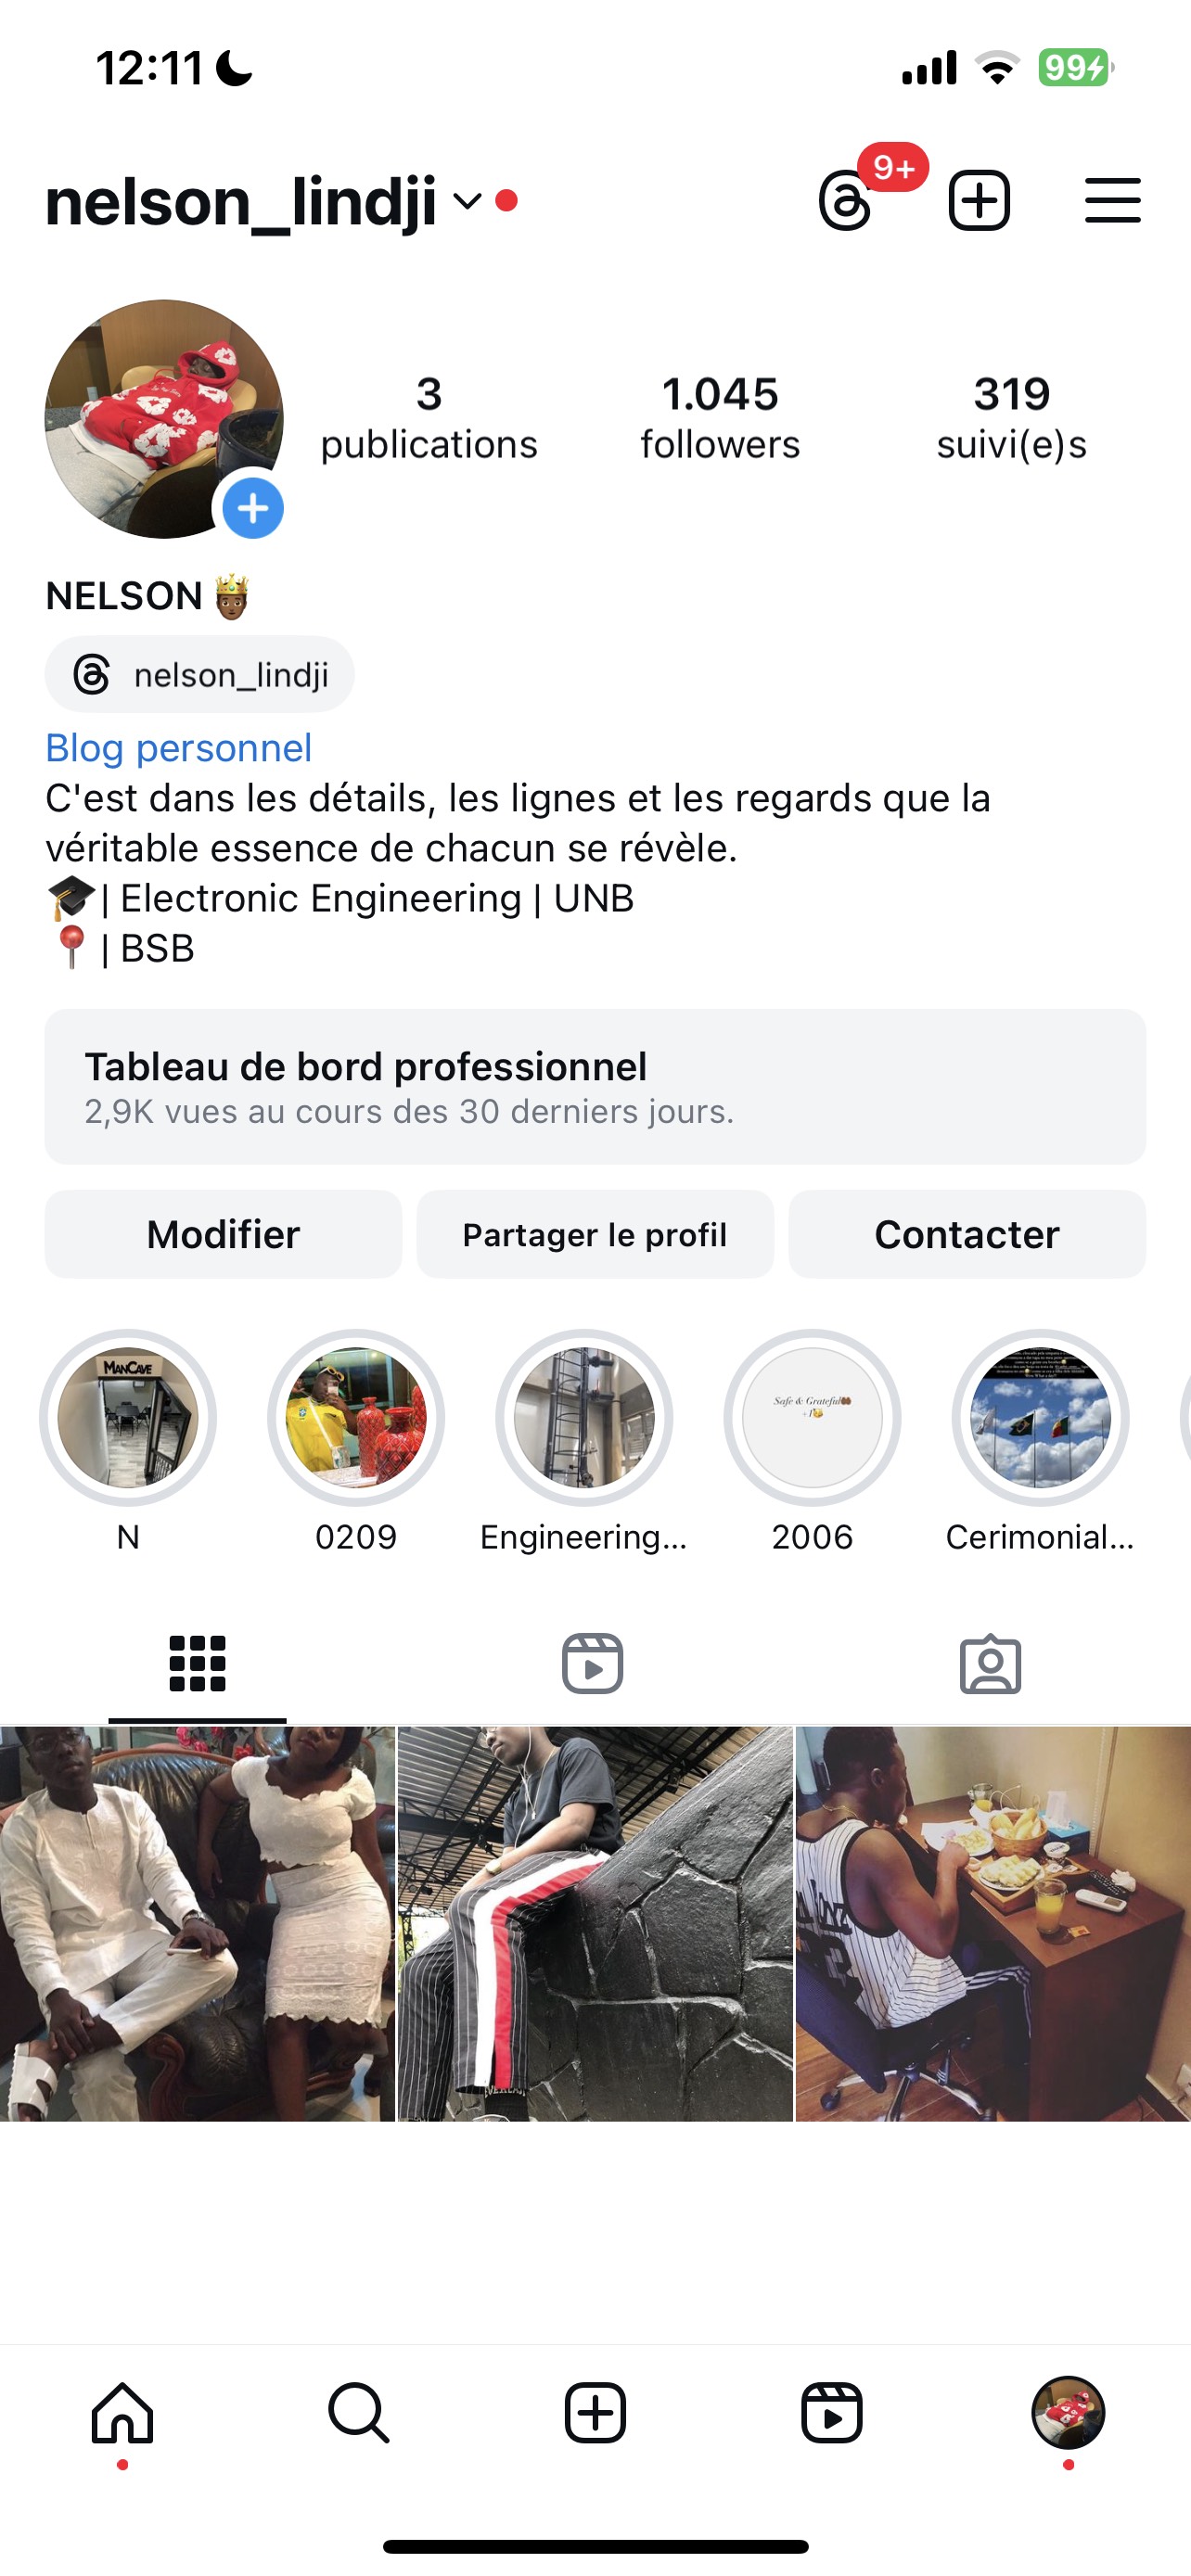 12:11
99
nelson_lindji
9+
3
publications
1.045
followers
319
suivi(e)s
NELSON
nelson_lindji
Blog personnel
C'est dans les détails, les lignes et les regards que la
véritable essence de chacun se révèle.
| Electronic Engineering | UNB
| BSB
Tableau de bord professionnel
2,9K vues au cours des 30 derniers jours.
Modifier
Partager le profil
Contacter
MANCAVE
Safe & Grateful
+1
N
0209
Engineering...
2006
Cerimonial...